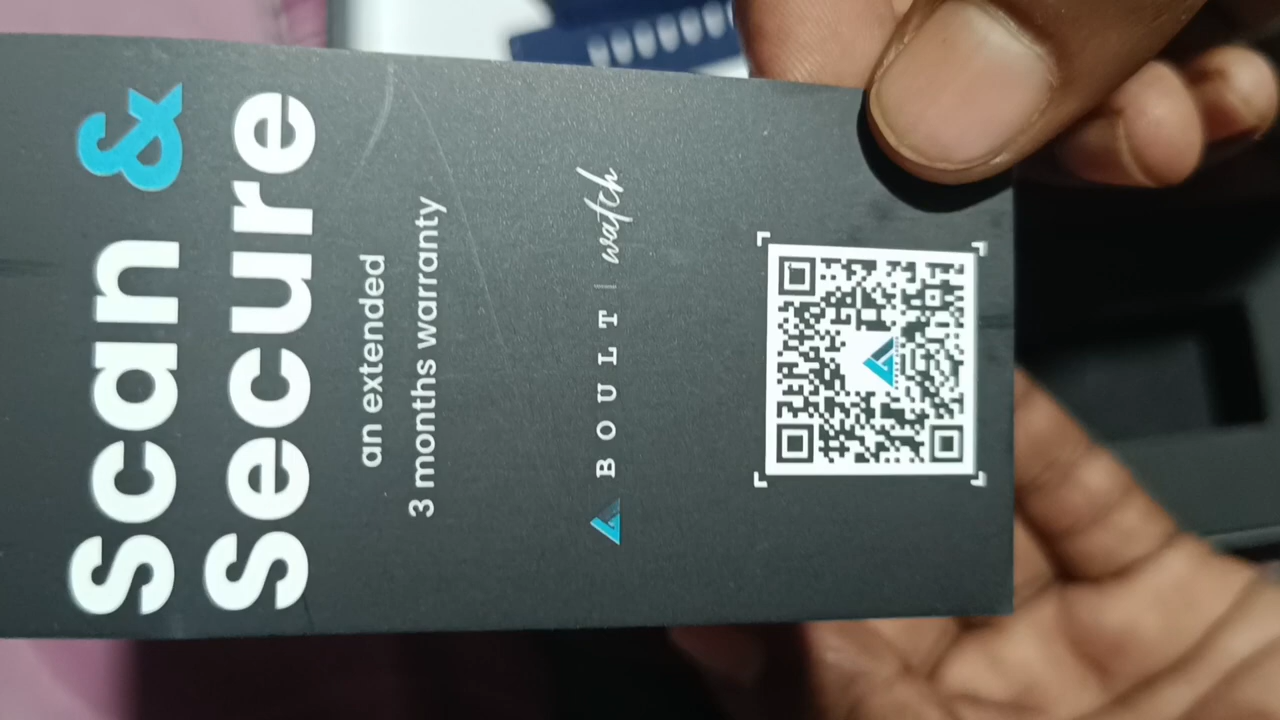 Scan &
Secure
an extended
3 months warranty
BOULT | watch